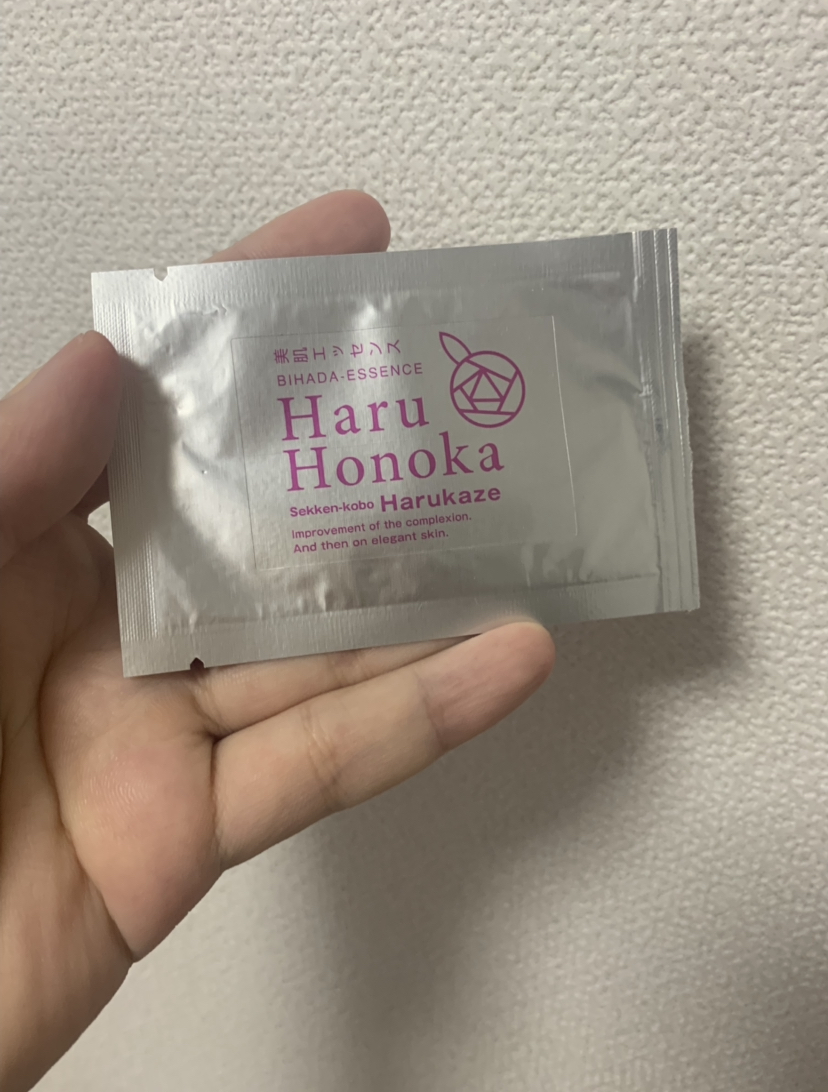 美肌エッセンス
BIHADA-ESSENCE
Haru
Honoka
Sekken-kobo Harukaze
Improvement of the complexion.
And then on elegant skin.